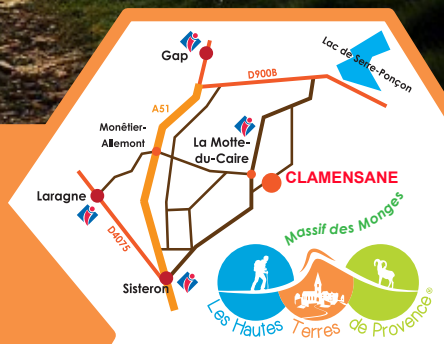 Gap
Lac de Serre-Ponçon
D900B
A51
Monêtier-
Allemont
La Motte-
du-Caire
CLAMENSANE
Laragne
D4075
Massif des Monges
Sisteron
Les Hautes Terres de Provence®